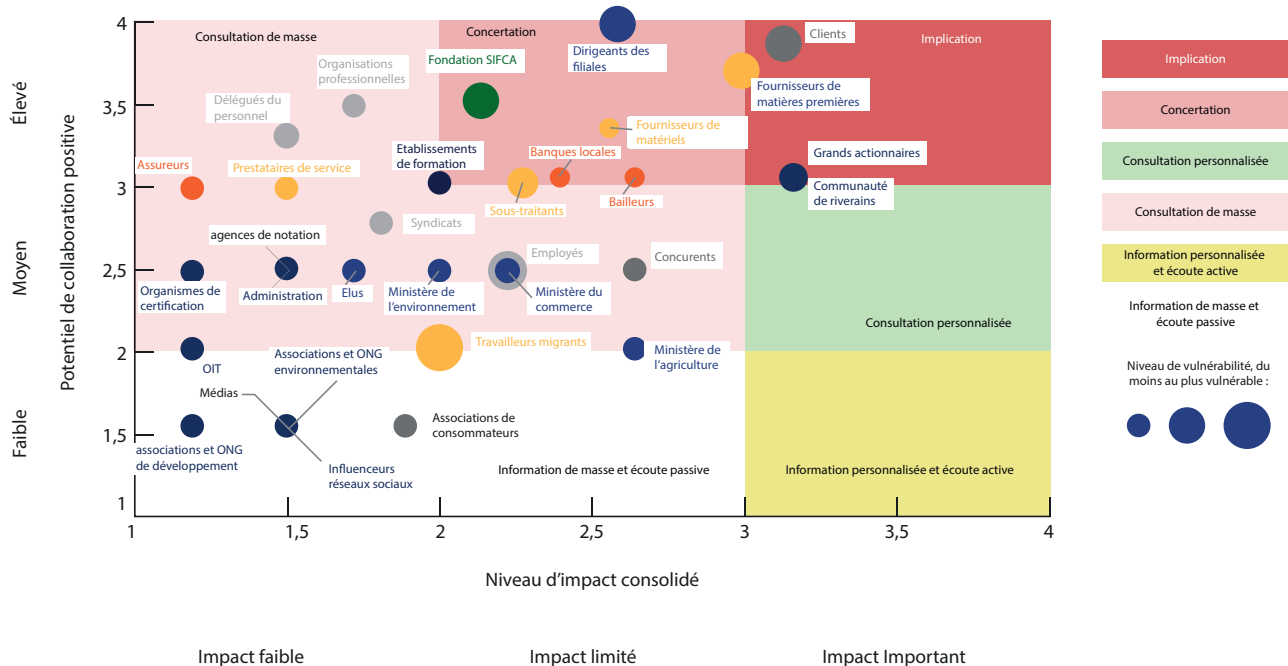 4
3,5
3
2,5
2
1,5
1
Élevé
Moyen
Faible
Potentiel de collaboration positive
Consultation de masse
Concertation
Implication
Organisations
professionnelles
Fondation SIFCA
Dirigeants des
filiales
Clients
Délégués du
personnel
Fournisseurs de
matières premières
Fournisseurs de
matériels
Etablissements
de formation
Banques locales
Grands actionnaires
Assureurs
Prestataires de service
Sous-traitants
Bailleurs
Communauté
de riverains
Syndicats
agences de notation
Employés
Concurents
Organismes de
certification
Administration
Elus
Ministère de
l'environnement
Ministère du
commerce
Consultation personnalisée
OIT
Associations et ONG
environnementales
Travailleurs migrants
Ministère de
l'agriculture
Médias
Associations de
consommateurs
associations et ONG
de développement
Influenceurs
réseaux sociaux
Information de masse et écoute passive
Information personnalisée et écoute active
1
1,5
2
2,5
3
3,5
4
Niveau d'impact consolidé
Impact faible
Impact limité
Impact Important
Implication
Concertation
Consultation personnalisée
Consultation de masse
Information personnalisée
et écoute active
Information de masse et
écoute passive
Niveau de vulnérabilité, du
moins au plus vulnérable :